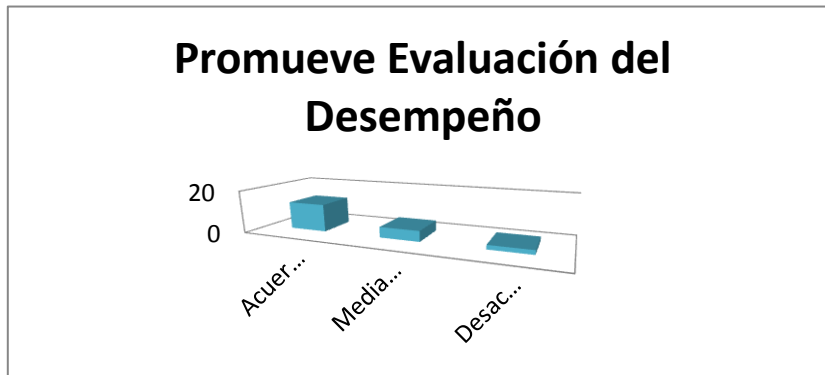 Promueve Evaluación del
Desempeño
20
0
Acuer...
Media...
Desac...